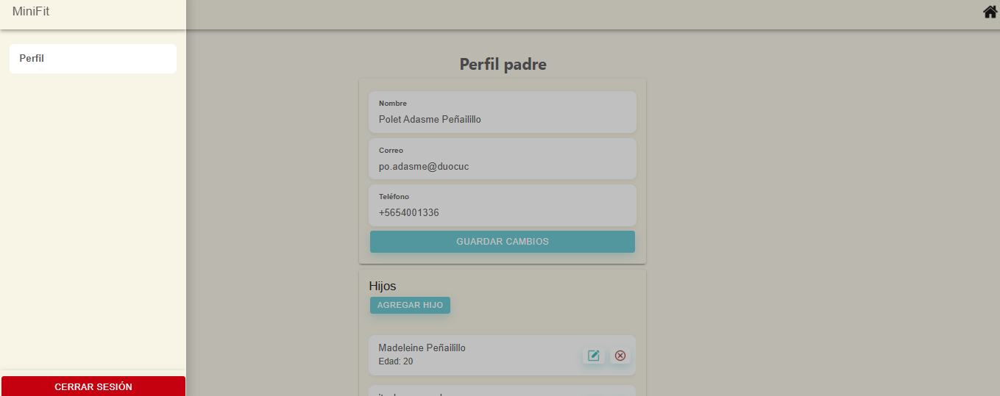 MiniFit
Perfil
CERRAR SESIÓN
Perfil padre
Nombre
Polet Adasme Peñailillo
Correo
po.adasme@duocuc
Teléfono
+5654001336
GUARDAR CAMBIOS
Hijos
AGREGAR HIJO
Madeleine Peñailillo
Edad: 20